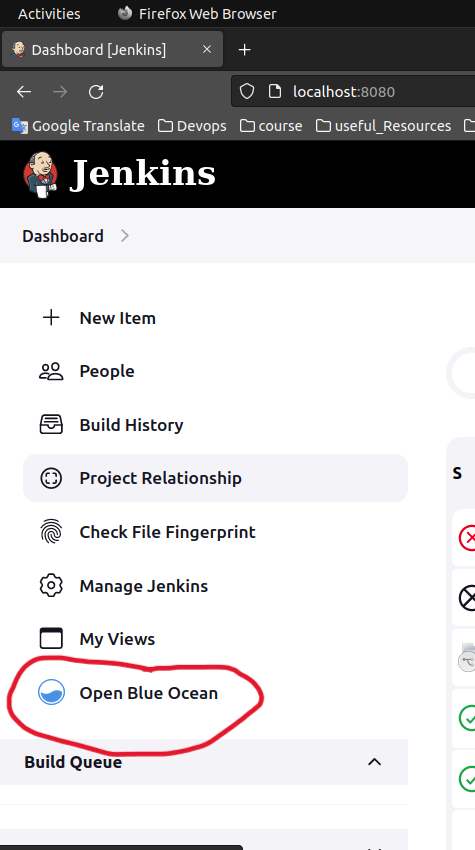 Activities Firefox Web Browser
Dashboard [Jenkins]
localhost:8080
Google Translate Devops course useful_Resources
Jenkins
Dashboard
New Item
People
Build History
Project Relationship
Check File Fingerprint
Manage Jenkins
My Views
Open Blue Ocean
Build Queue
S